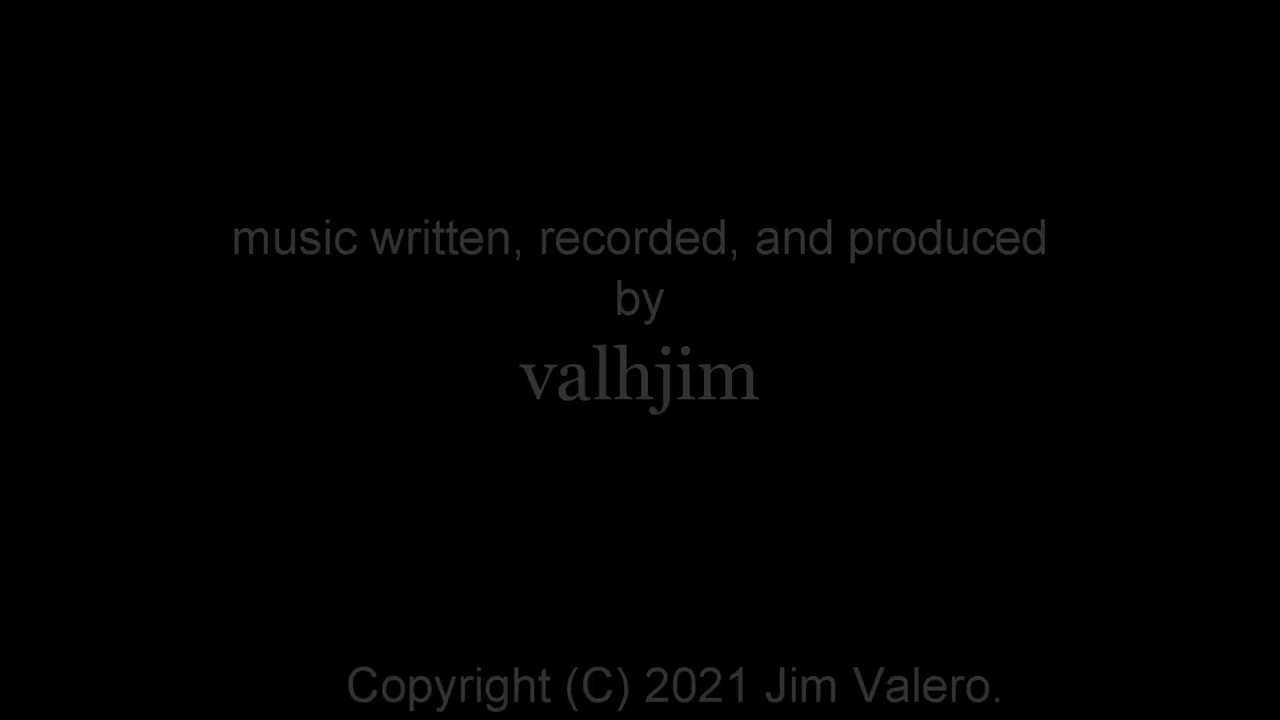 music written, recorded, and produced
by
valhjim
Copyright (C) 2021 Jim Valero.